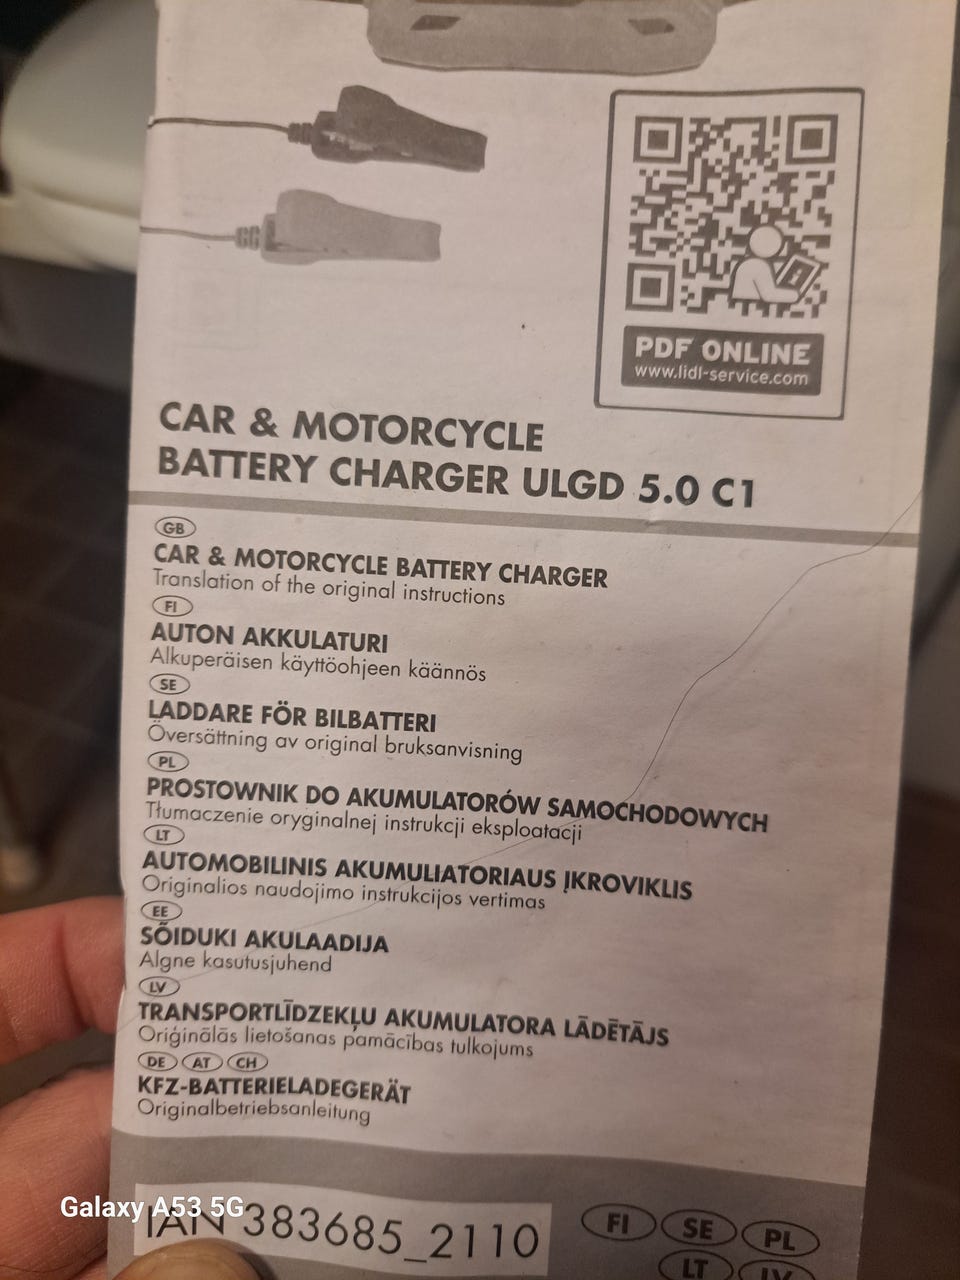 PDF ONLINE
www.lidl-service.com
CAR & MOTORCYCLE
BATTERY CHARGER ULGD 5.0 C1
GB
CAR & MOTORCYCLE BATTERY CHARGER
Translation of the original instructions
FI
AUTON AKKULATURI
Alkuperäisen käyttöohjeen käännös
SE
LADDARE FÖR BILBATTERI
Översättning av original bruksanvisning
PL
PROSTOWNIK DO AKUMULATORÓW SAMOCHODOWYCH
Tłumaczenie oryginalnej instrukcji eksploatacji
LT
AUTOMOBILINIS AKUMULIATORIAUS ĮKROVIKLIS
Originalios naudojimo instrukcijos vertimas
EE
SÕIDUKI AKULAADIJA
Algne kasutusjuhend
LV
TRANSPORTLĪDZEKĻU AKUMULATORA LĀDĒTĀJS
Oriģinālās lietošanas pamācības tulkojums
DE AT CH
KFZ-BATTERIELADEGERÄT
Originalbetriebsanleitung
Galaxy A53 5G
IAN 383685_2110
FI SE PL
LT LV